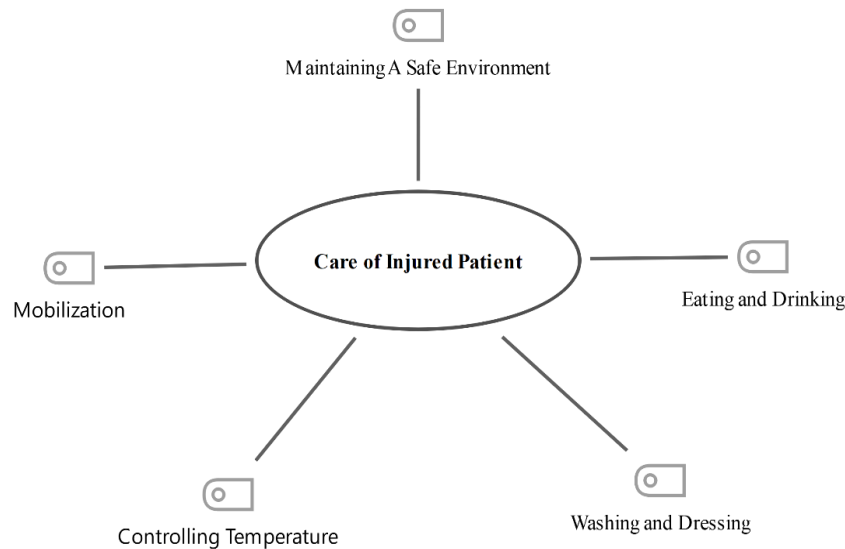 Maintaining A Safe Environment
Care of Injured Patient
Mobilization
Eating and Drinking
Controlling Temperature
Washing and Dressing